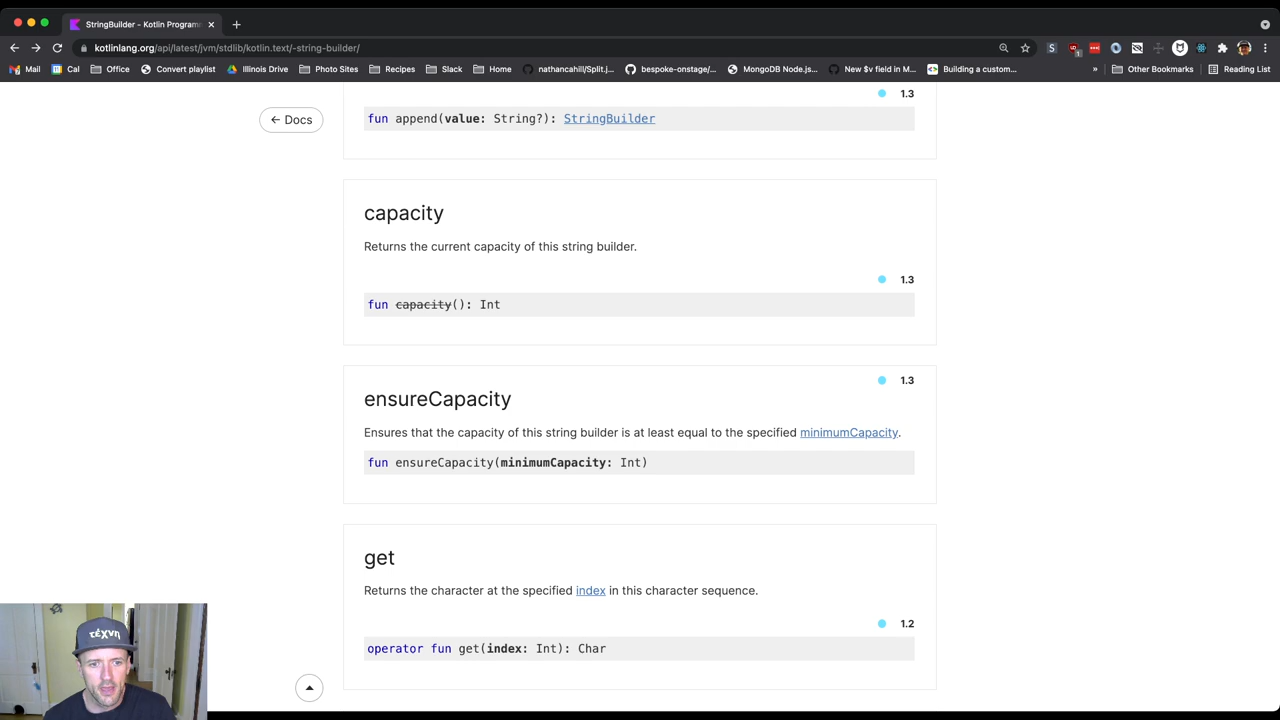 StringBuilder – Kotlin Program
kotlinlang.org/api/latest/jvm/stdlib/kotlin.text/-string-builder/
Mail Cal Office Convert playlist Illinois Drive Photo Sites Recipes Slack Home nathancahill/Split.j... bespoke-onstage/... MongoDB Node.js... New $v field in M... Building a custom... » Other Bookmarks Reading List
1.3
← Docs
fun append(value: String?): StringBuilder
capacity
Returns the current capacity of this string builder.
1.3
fun capacity(): Int
1.3
ensureCapacity
Ensures that the capacity of this string builder is at least equal to the specified minimumCapacity.
fun ensureCapacity(minimumCapacity: Int)
get
Returns the character at the specified index in this character sequence.
1.2
operator fun get(index: Int): Char
τέχνη